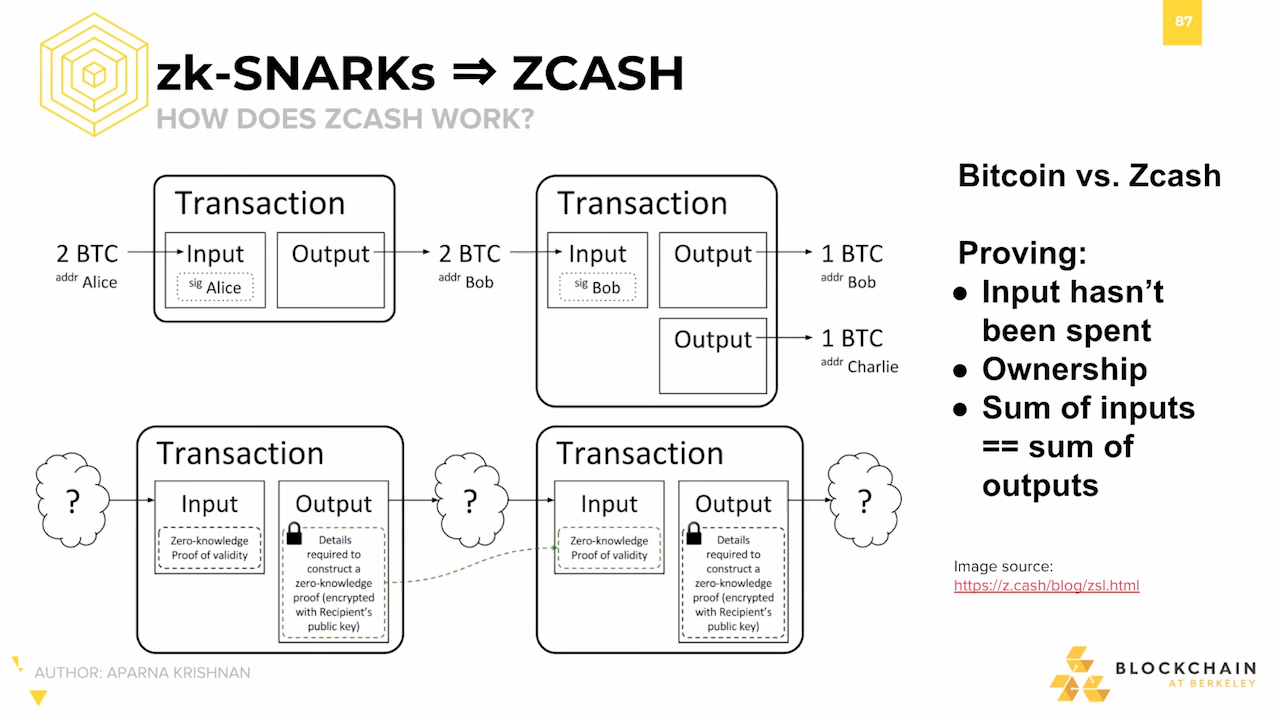 87
zk-SNARKs ⇒ ZCASH
HOW DOES ZCASH WORK?
Transaction
2 BTC
addr Alice
Input
sig Alice
Output
2 BTC
addr Bob
Transaction
Input
sig Bob
Output
1 BTC
addr Bob
Output
1 BTC
addr Charlie
?
Transaction
Input
Zero-knowledge
Proof of validity
Output
Details
required to
construct a
zero-knowledge
proof (encrypted
with Recipient's
public key)
?
Transaction
Input
Zero-knowledge
Proof of validity
Output
Details
required to
construct a
zero-knowledge
proof (encrypted
with Recipient's
public key)
?
Bitcoin vs. Zcash
Proving:
● Input hasn't
been spent
● Ownership
● Sum of inputs
== sum of
outputs
Image source:
https://z.cash/blog/zsl.html
AUTHOR: APARNA KRISHNAN
BLOCKCHAIN
AT BERKELEY